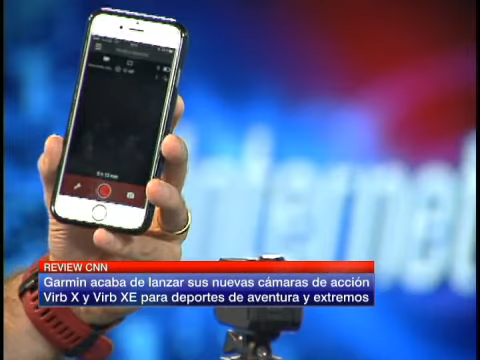 internet
REVIEW CNN
Garmin acaba de lanzar sus nuevas cámaras de acción
Virb X y Virb XE para deportes de aventura y extremos